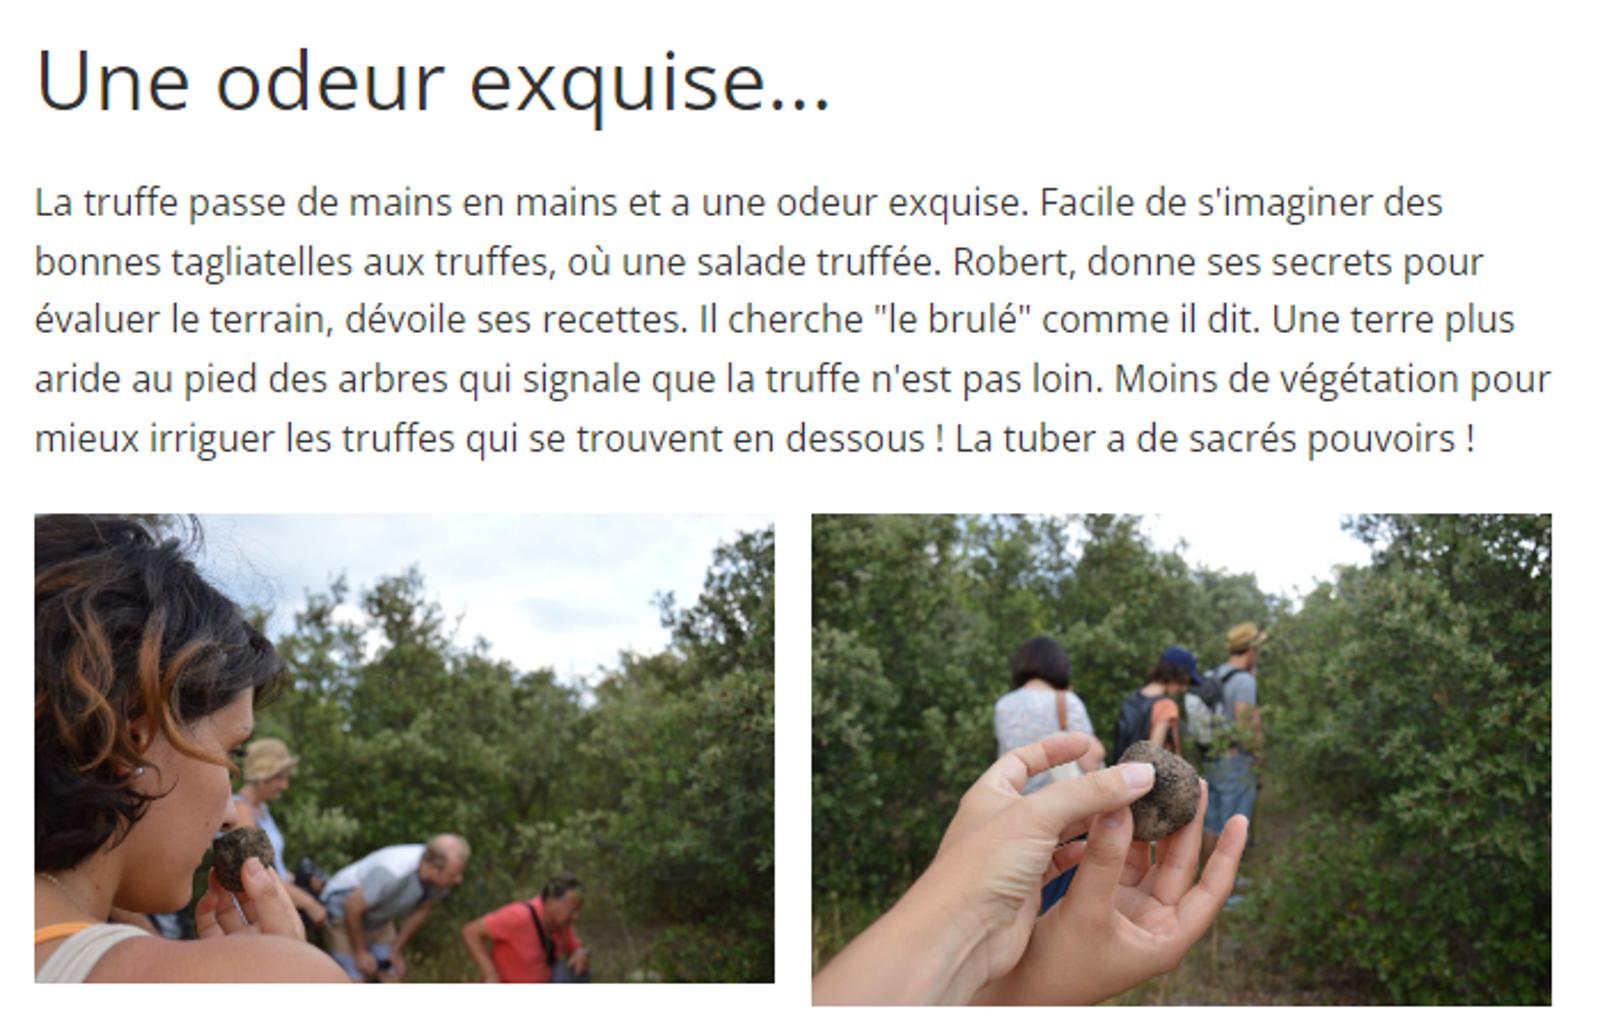 Une odeur exquise...
La truffe passe de mains en mains et a une odeur exquise. Facile de s'imaginer des
bonnes tagliatelles aux truffes, où une salade truffée. Robert, donne ses secrets pour
évaluer le terrain, dévoile ses recettes. Il cherche "le brulé" comme il dit. Une terre plus
aride au pied des arbres qui signale que la truffe n'est pas loin. Moins de végétation pour
mieux irriguer les truffes qui se trouvent en dessous ! La tuber a de sacrés pouvoirs !